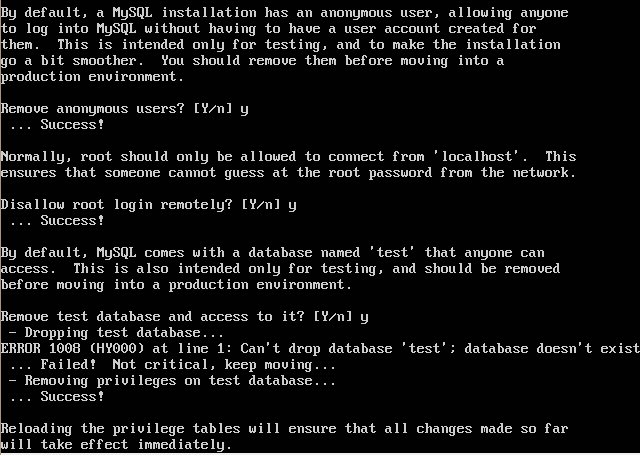 By default, a MySQL installation has an anonymous user, allowing anyone
to log into MySQL without having to have a user account created for
them.  This is intended only for testing, and to make the installation
go a bit smoother.  You should remove them before moving into a
production environment.
Remove anonymous users? [Y/n] y
 ... Success!
Normally, root should only be allowed to connect from 'localhost'.  This
ensures that someone cannot guess at the root password from the network.
Disallow root login remotely? [Y/n] y
 ... Success!
By default, MySQL comes with a database named 'test' that anyone can
access.  This is also intended only for testing, and should be removed
before moving into a production environment.
Remove test database and access to it? [Y/n] y
 - Dropping test database...
ERROR 1008 (HY000) at line 1: Can't drop database 'test'; database doesn't exist
 ... Failed!  Not critical, keep moving...
 - Removing privileges on test database...
 ... Success!
Reloading the privilege tables will ensure that all changes made so far
will take effect immediately.